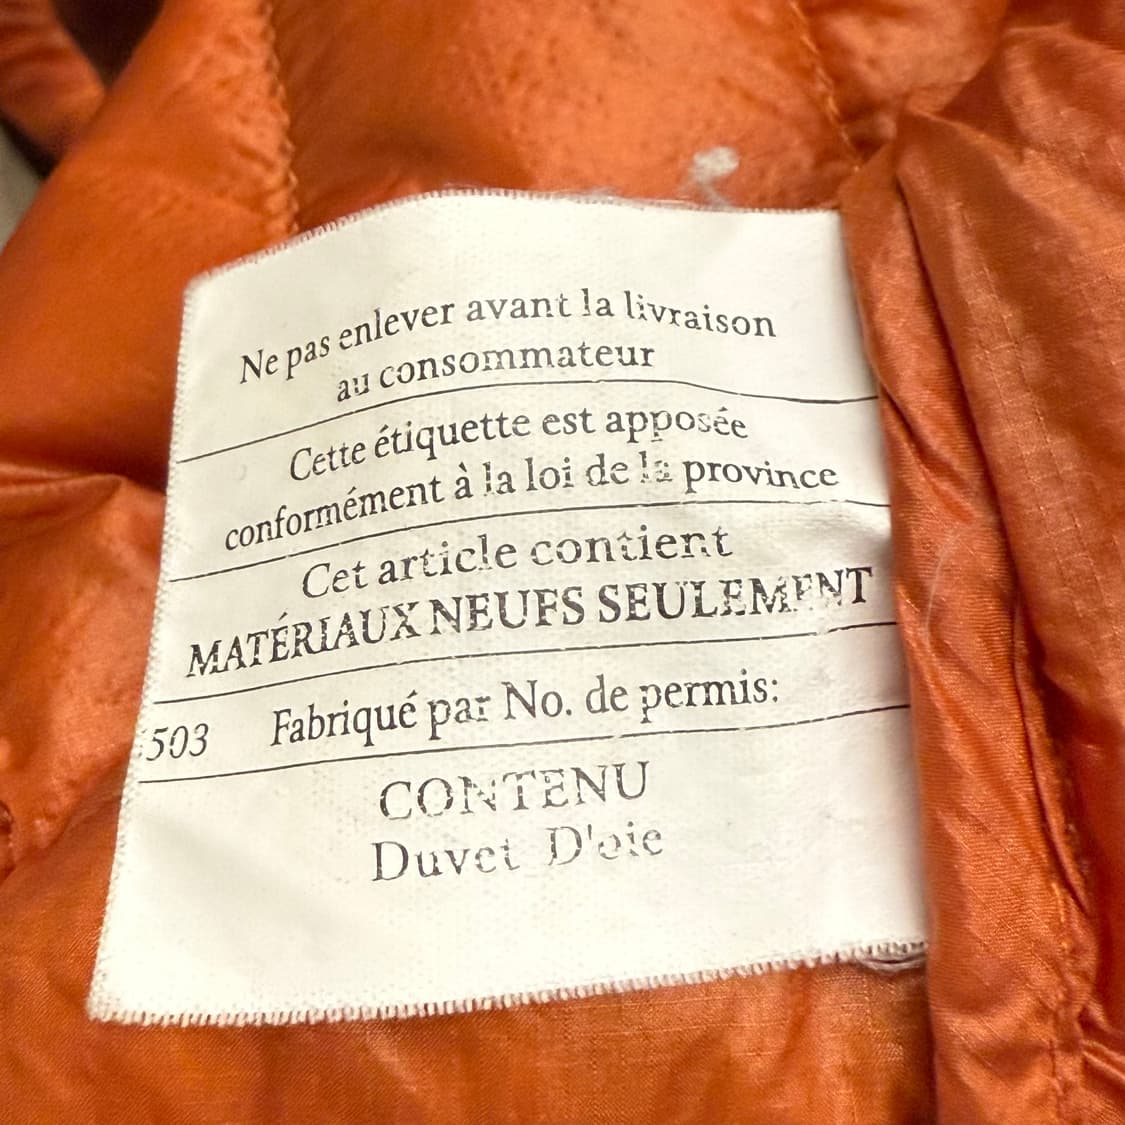 Ne pas enlever avant la livraison
au consommateur
Cette étiquette est apposée
conformément à la loi de la province
Cet article contient
MATÉRIAUX NEUFS SEULEMENT
503 Fabriqué par No. de permis:
CONTENU
Duvet D'oie